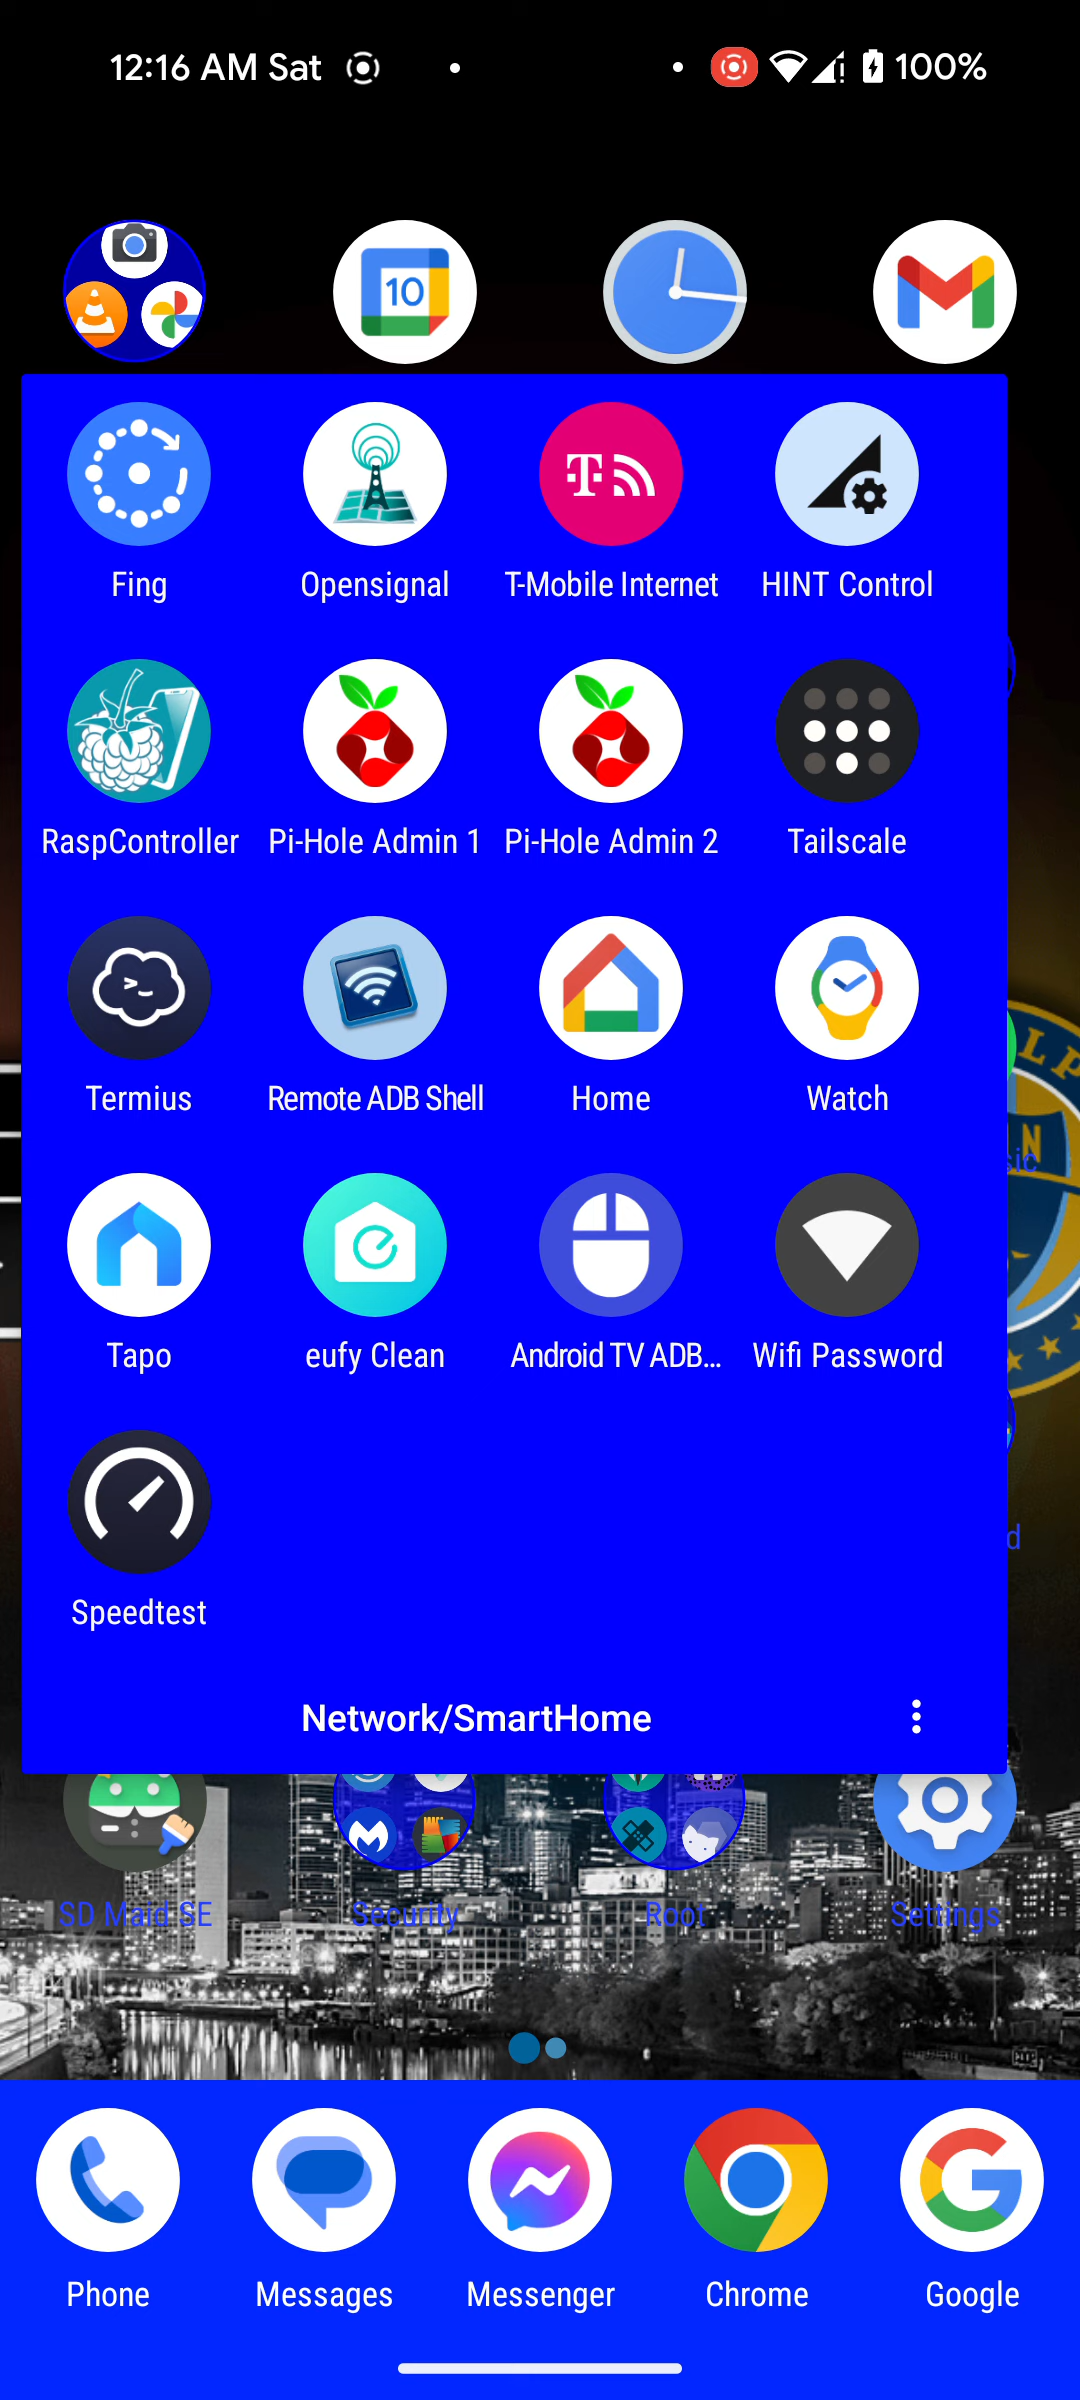 12:16 AM Sat 100%
10
Fing Opensignal T-Mobile Internet HINT Control
RaspController Pi-Hole Admin 1 Pi-Hole Admin 2 Tailscale
Termius Remote ADB Shell Home Watch
Tapo eufy Clean Android TV ADB... Wifi Password
Speedtest
Network/SmartHome
SD Maid SE Security Root Settings
Phone Messages Messenger Chrome Google